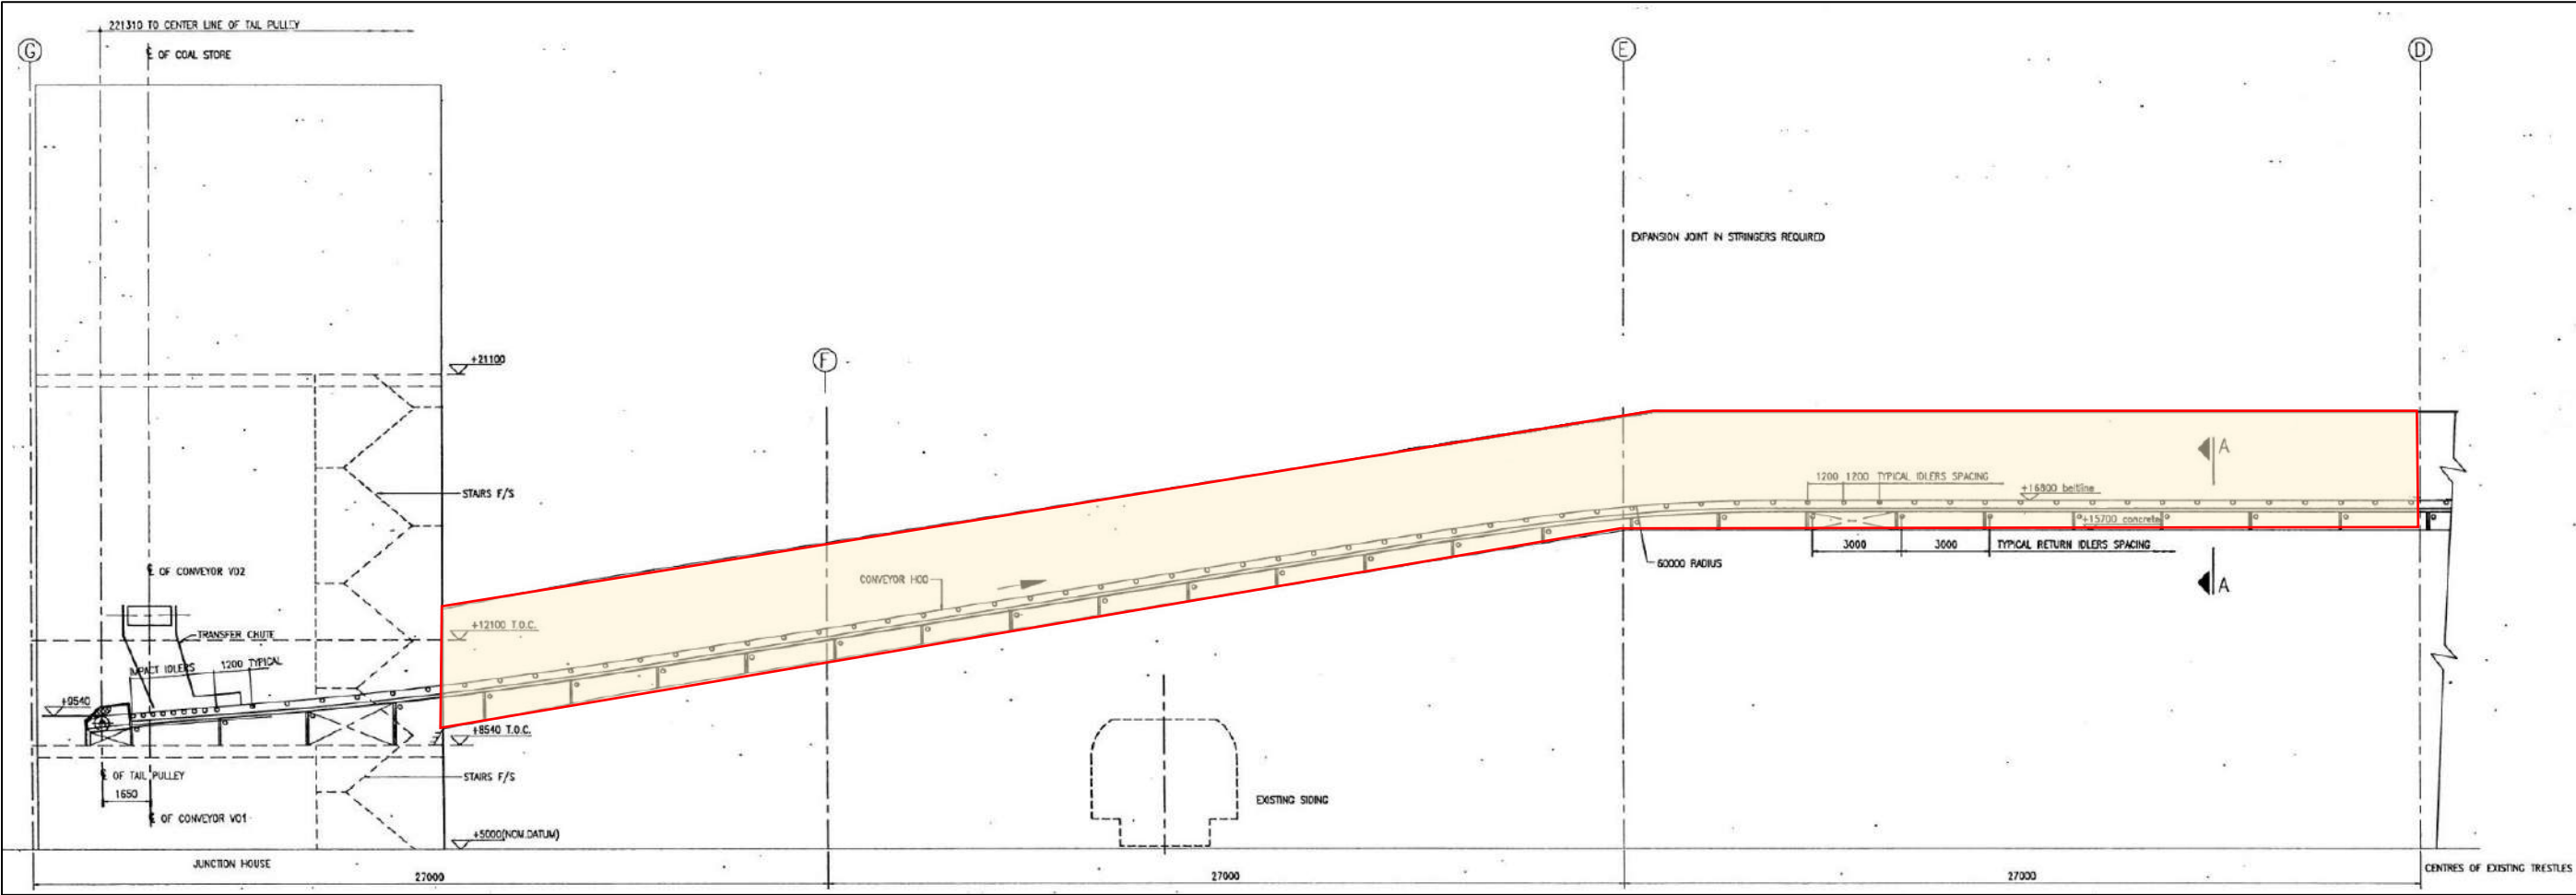 221310 TO CENTER LINE OF TAIL PULLEY
G
E
D
℄ OF COAL STORE
EXPANSION JOINT IN STRINGERS REQUIRED
+21100
F
A
STAIRS F/S
1200 1200 TYPICAL IDLERS SPACING
+16800 beltline
+15700 concrete
3000
3000
TYPICAL RETURN IDLERS SPACING
60000 RADIUS
℄ OF CONVEYOR V02
CONVEYOR H00
A
+12100 T.O.C.
TRANSFER CHUTE
IMPACT IDLERS
1200 TYPICAL
+9540
+8540 T.O.C.
℄ OF TAIL PULLEY
STAIRS F/S
1650
EXISTING SIDING
℄ OF CONVEYOR V01
+5000(NOM.DATUM)
JUNCTION HOUSE
CENTRES OF EXISTING TRESTLES
27000
27000
27000